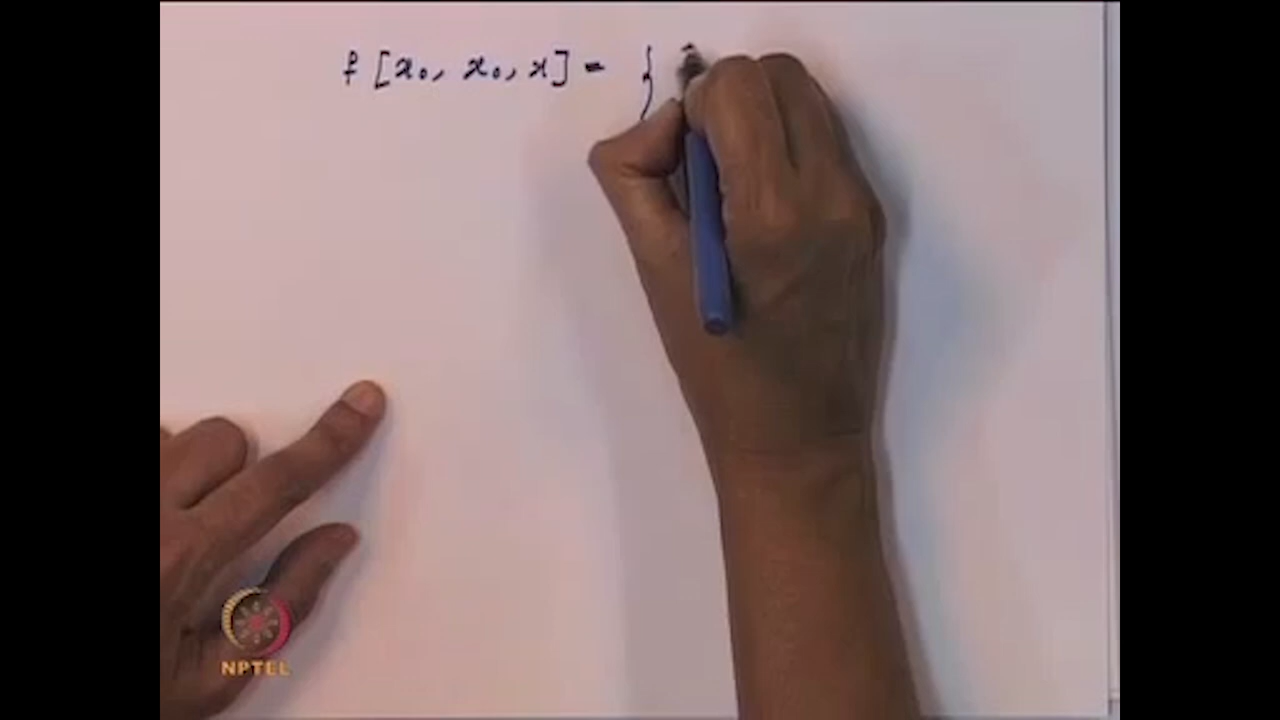 f [x₀, x₀, x] = {
NPTEL